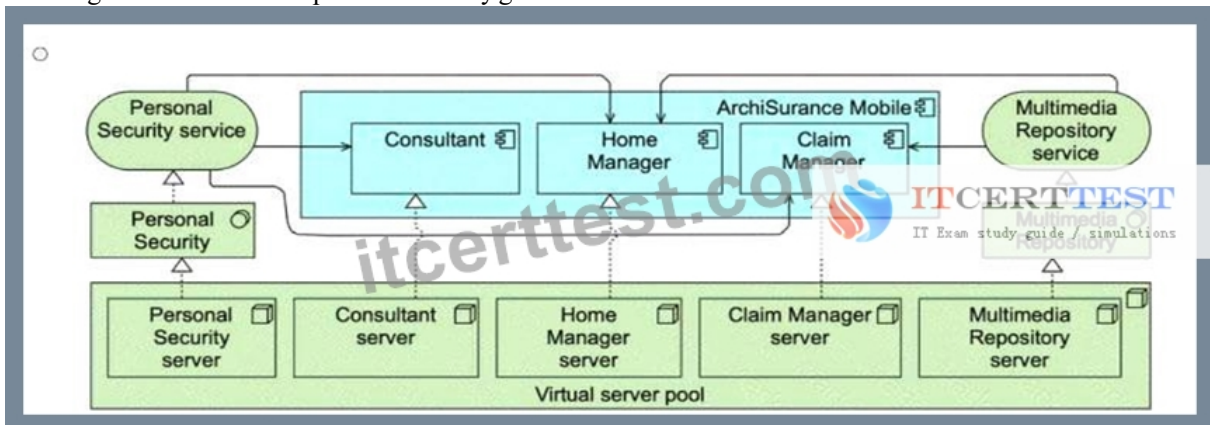 Personal
Security service
ArchiSurance Mobile
Multimedia
Repository
service
Consultant
Home
Manager
Claim
Manager
Personal
Security
Multimedia
Repository
ITCERTTEST
IT Exam study guide / simulations
itcerttest.com
Personal
Security
server
Consultant
server
Home
Manager
server
Claim Manager
server
Multimedia
Repository
server
Virtual server pool